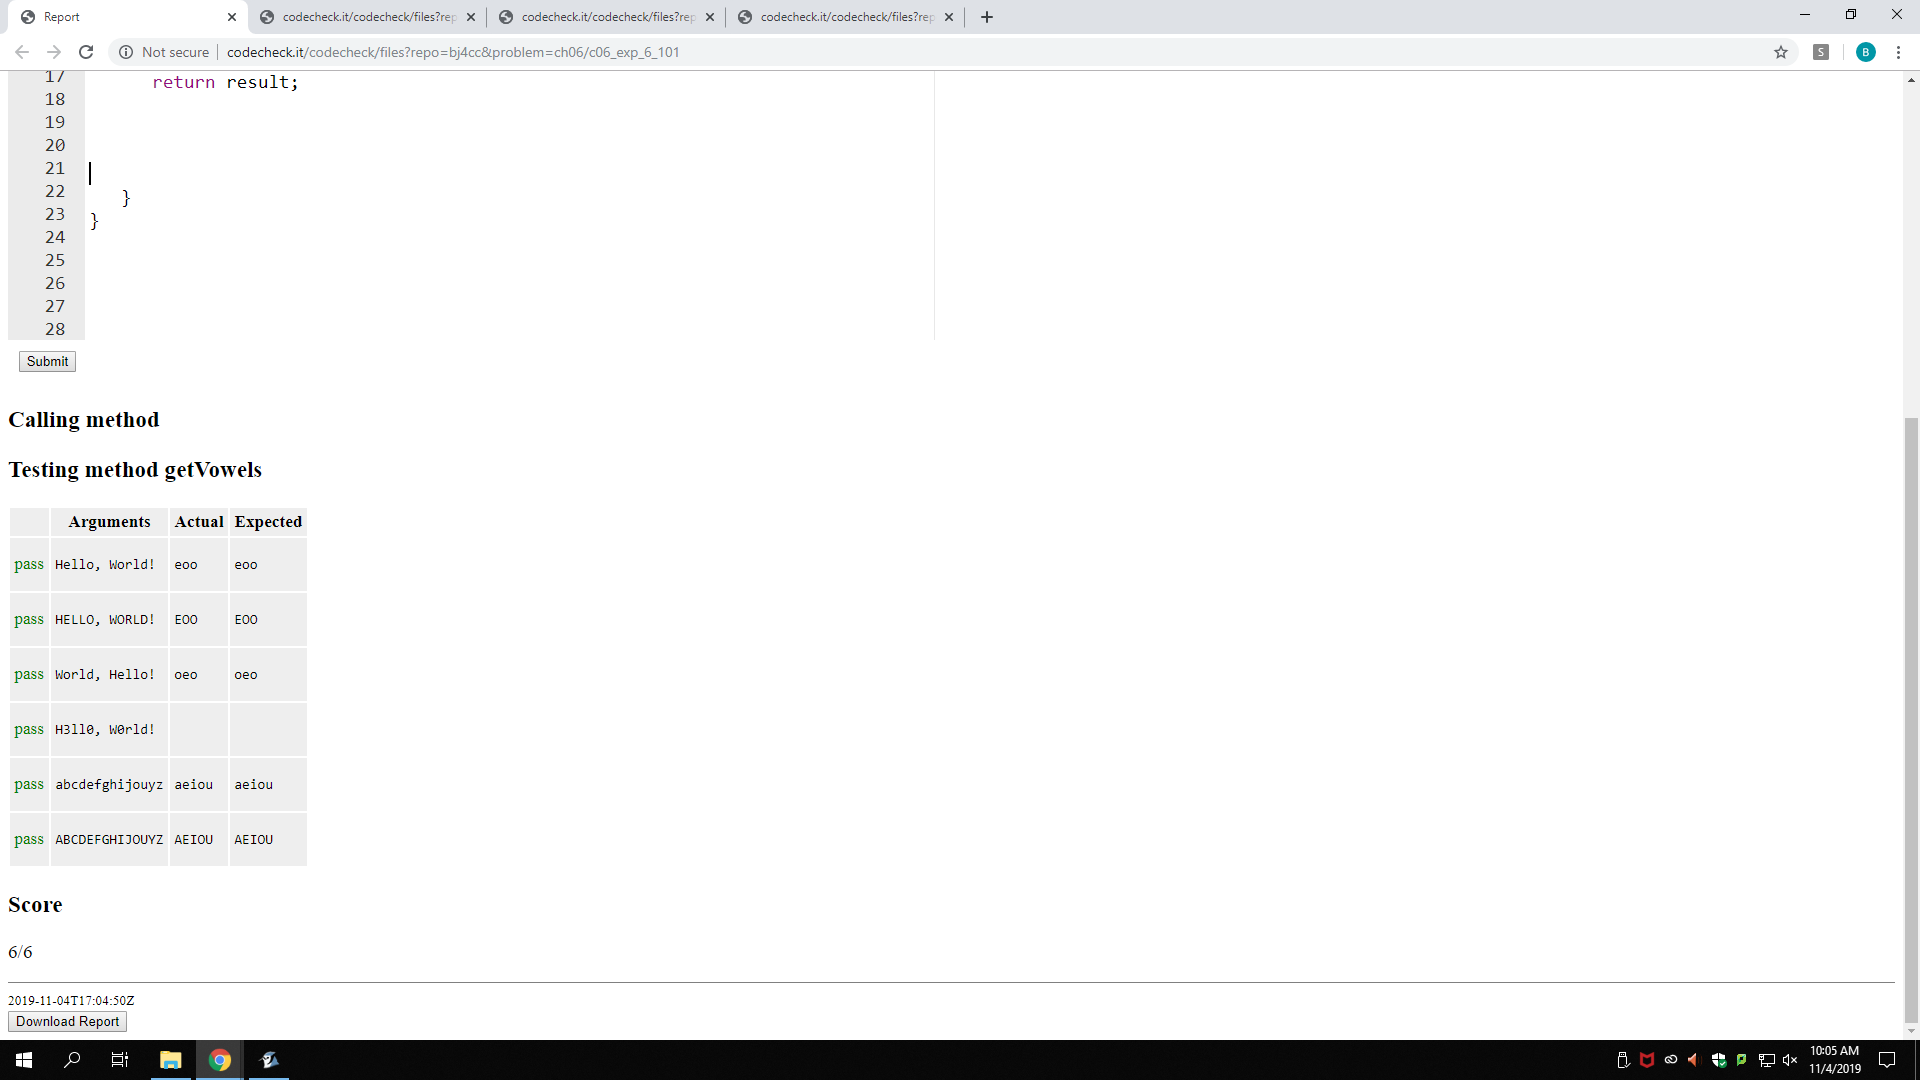 Report
codecheck.it/codecheck/files?rep
codecheck.it/codecheck/files?rep
codecheck.it/codecheck/files?rep
Not secure
codecheck.it/codecheck/files?repo=bj4cc&problem=ch06/c06_exp_6_101
S
B
17 return result;
18
19
20
21
22 }
23 }
24
25
26
27
28
Submit
Calling method
Testing method getVowels
Arguments Actual Expected
pass Hello, World! eoo eoo
pass HELLO, WORLD! EOO EOO
pass World, Hello! oeo oeo
pass H3ll0, W0rld!
pass abcdefghijouyz aeiou aeiou
pass ABCDEFGHIJOUYZ AEIOU AEIOU
Score
6/6
2019-11-04T17:04:50Z
Download Report
10:05 AM
11/4/2019